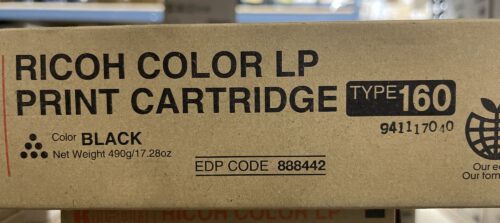 RICOH COLOR LP
PRINT CARTRIDGE TYPE 160
941117040
Color BLACK
Net Weight 490g/17.28oz
EDP CODE 888442
Our
Our
RICOH COLOR LP